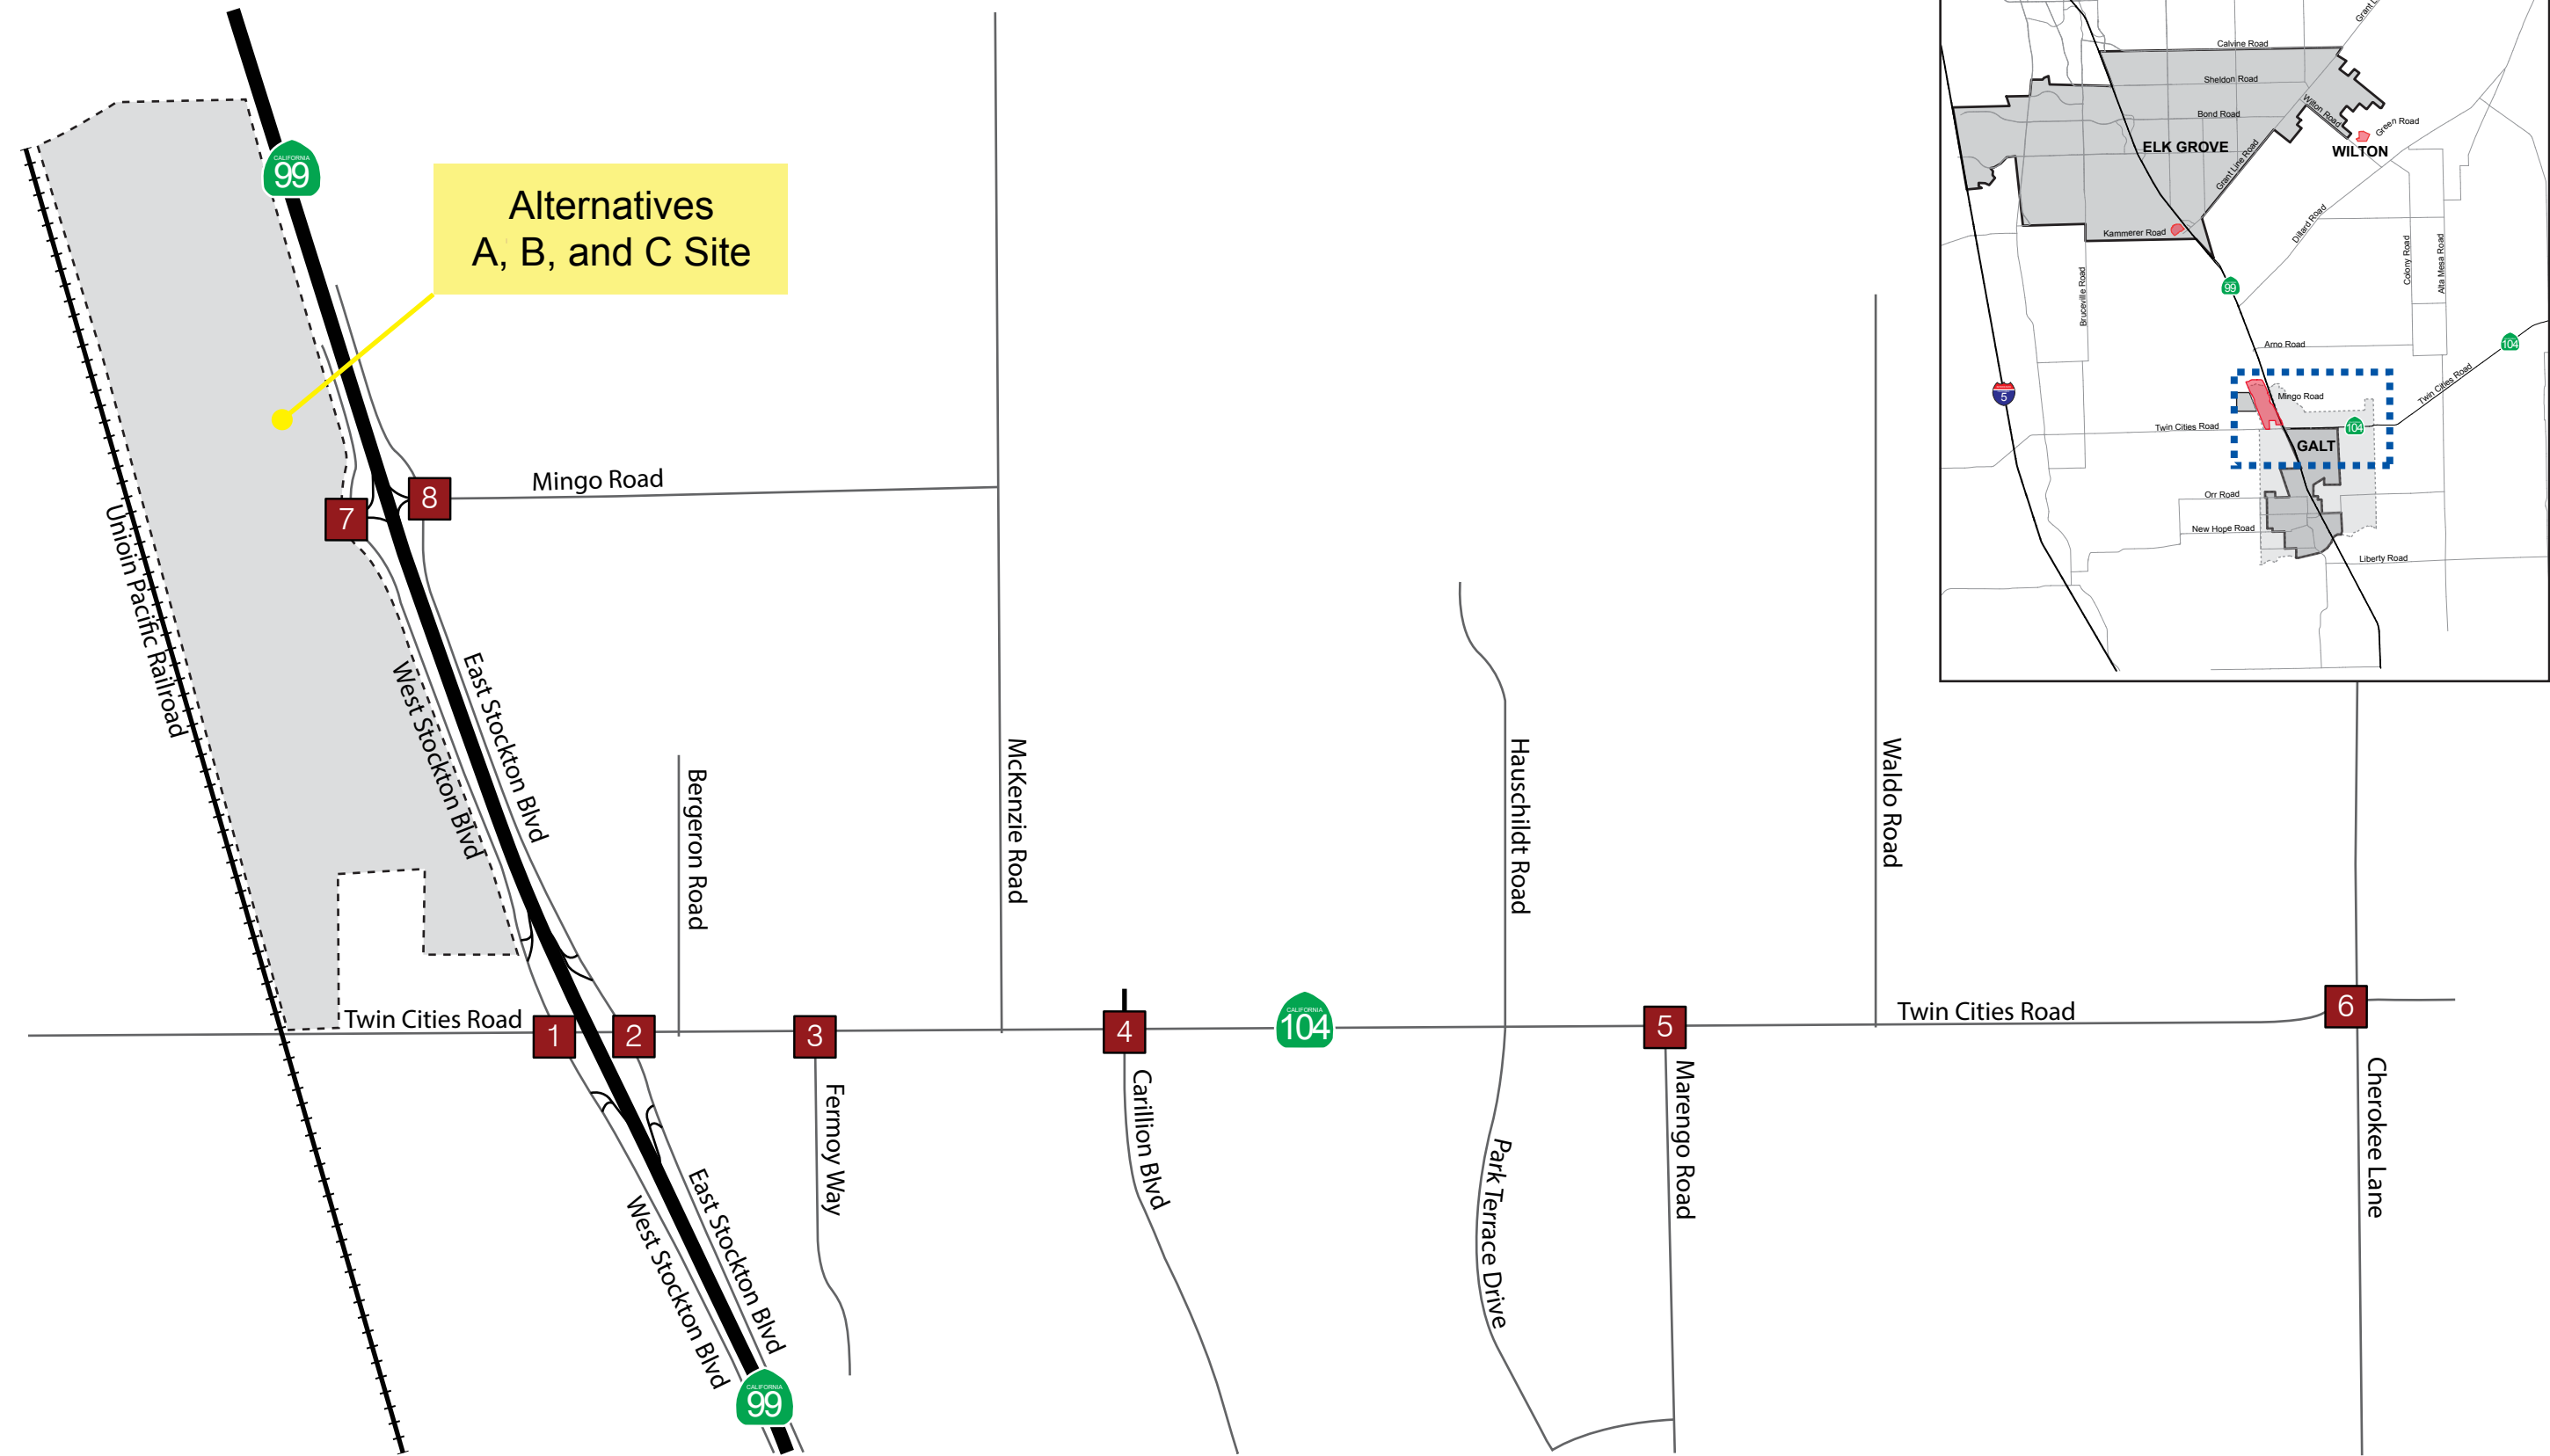 CALIFORNIA
99
Alternatives
A, B, and C Site
Unioin Pacific Railroad
7
8
Mingo Road
West Stockton Blvd
East Stockton Blvd
Bergeron Road
McKenzie Road
Hauschildt Road
Waldo Road
Twin Cities Road
1
2
3
4
CALIFORNIA
104
5
Twin Cities Road
6
Fermoy Way
Carillion Blvd
Park Terrace Drive
Marengo Road
Cherokee Lane
East Stockton Blvd
West Stockton Blvd
CALIFORNIA
99
Calvine Road
Sheldon Road
Bond Road
Wilton Road
Green Road
ELK GROVE
WILTON
Grant Line Road
Kammerer Road
Dillard Road
Bruceville Road
Colony Road
Alta Mesa Road
99
Arno Road
104
5
Mingo Road
Twin Cities Road
Twin Cities Road
104
GALT
Orr Road
New Hope Road
Liberty Road